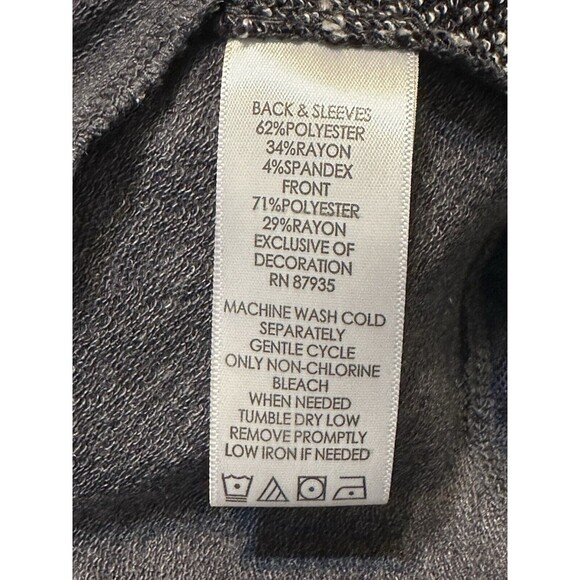 BACK & SLEEVES
62%POLYESTER
34%RAYON
4%SPANDEX
FRONT
71%POLYESTER
29%RAYON
EXCLUSIVE OF
DECORATION
RN 87935
MACHINE WASH COLD
SEPARATELY
GENTLE CYCLE
ONLY NON-CHLORINE
BLEACH
WHEN NEEDED
TUMBLE DRY LOW
REMOVE PROMPTLY
LOW IRON IF NEEDED